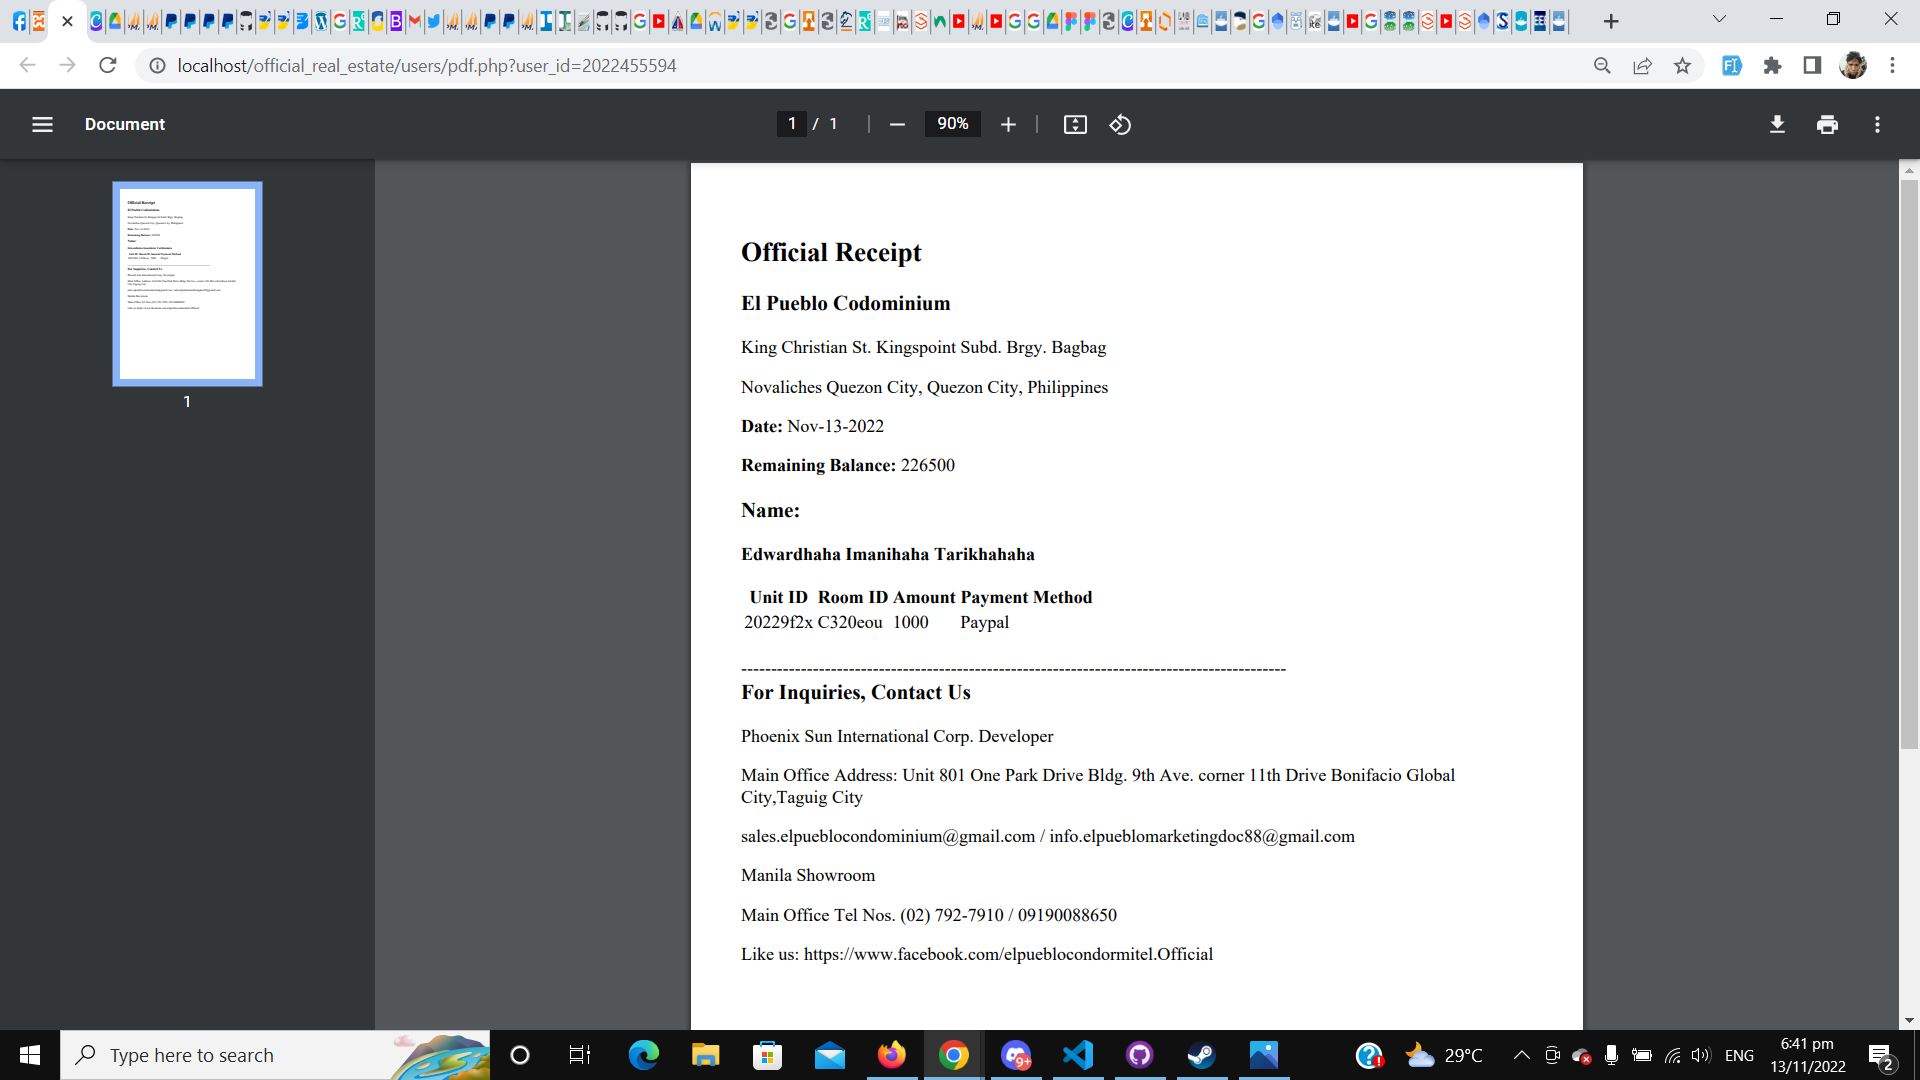 localhost/official_real_estate/users/pdf.php?user_id=2022455594
Document
1 / 1
90%
1
Official Receipt
El Pueblo Codominium
King Christian St. Kingspoint Subd. Brgy. Bagbag
Novaliches Quezon City, Quezon City, Philippines
Date: Nov-13-2022
Remaining Balance: 226500
Name:
Edwardhaha Imanihaha Tarikhahaha
Unit ID Room ID Amount Payment Method
20229f2x C320eou 1000 Paypal
-------------------------------------------------------------------------------------------
For Inquiries, Contact Us
Phoenix Sun International Corp. Developer
Main Office Address: Unit 801 One Park Drive Bldg. 9th Ave. corner 11th Drive Bonifacio Global
City,Taguig City
sales.elpueblocondominium@gmail.com / info.elpueblomarketingdoc88@gmail.com
Manila Showroom
Main Office Tel Nos. (02) 792-7910 / 09190088650
Like us: https://www.facebook.com/elpueblocondormitel.Official
Type here to search
9+
29°C
ENG
6:41 pm
13/11/2022
2